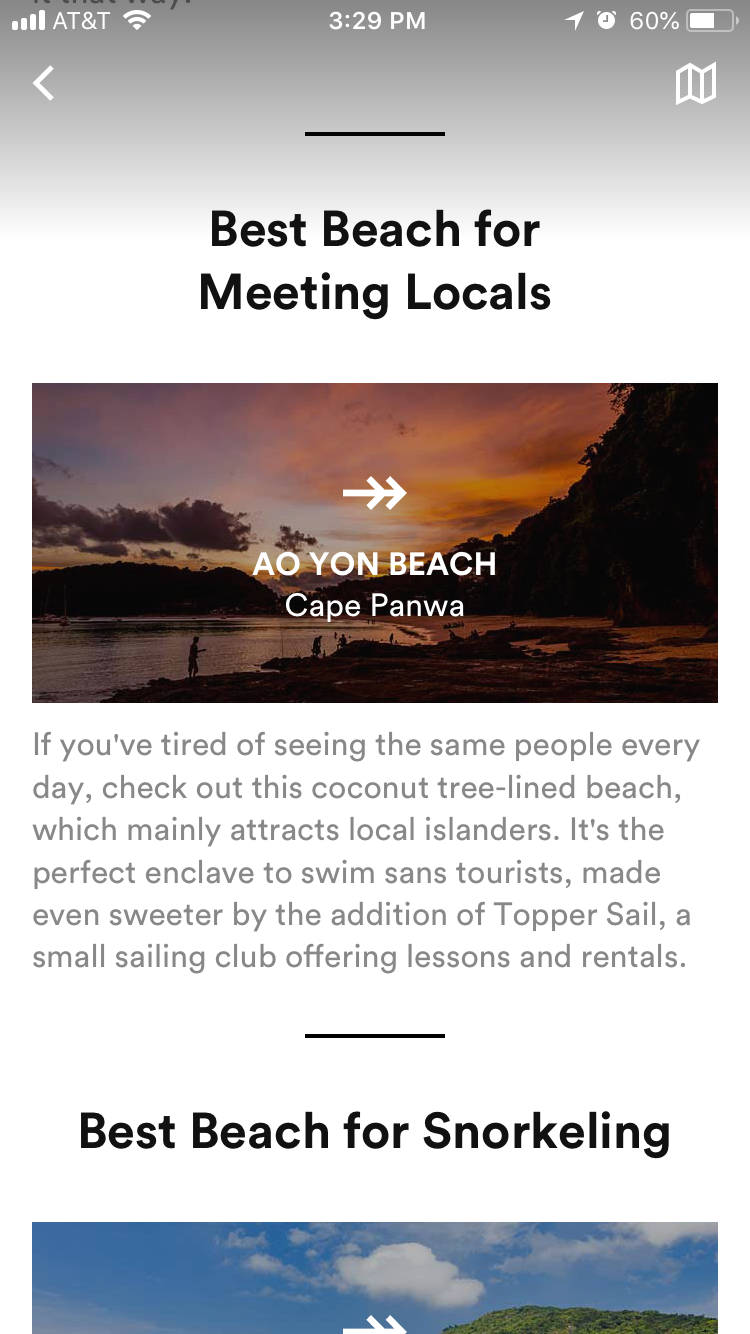 it that way.
AT&T 3:29 PM 60%
Best Beach for
Meeting Locals
AO YON BEACH
Cape Panwa
If you've tired of seeing the same people every
day, check out this coconut tree-lined beach,
which mainly attracts local islanders. It's the
perfect enclave to swim sans tourists, made
even sweeter by the addition of Topper Sail, a
small sailing club offering lessons and rentals.
Best Beach for Snorkeling